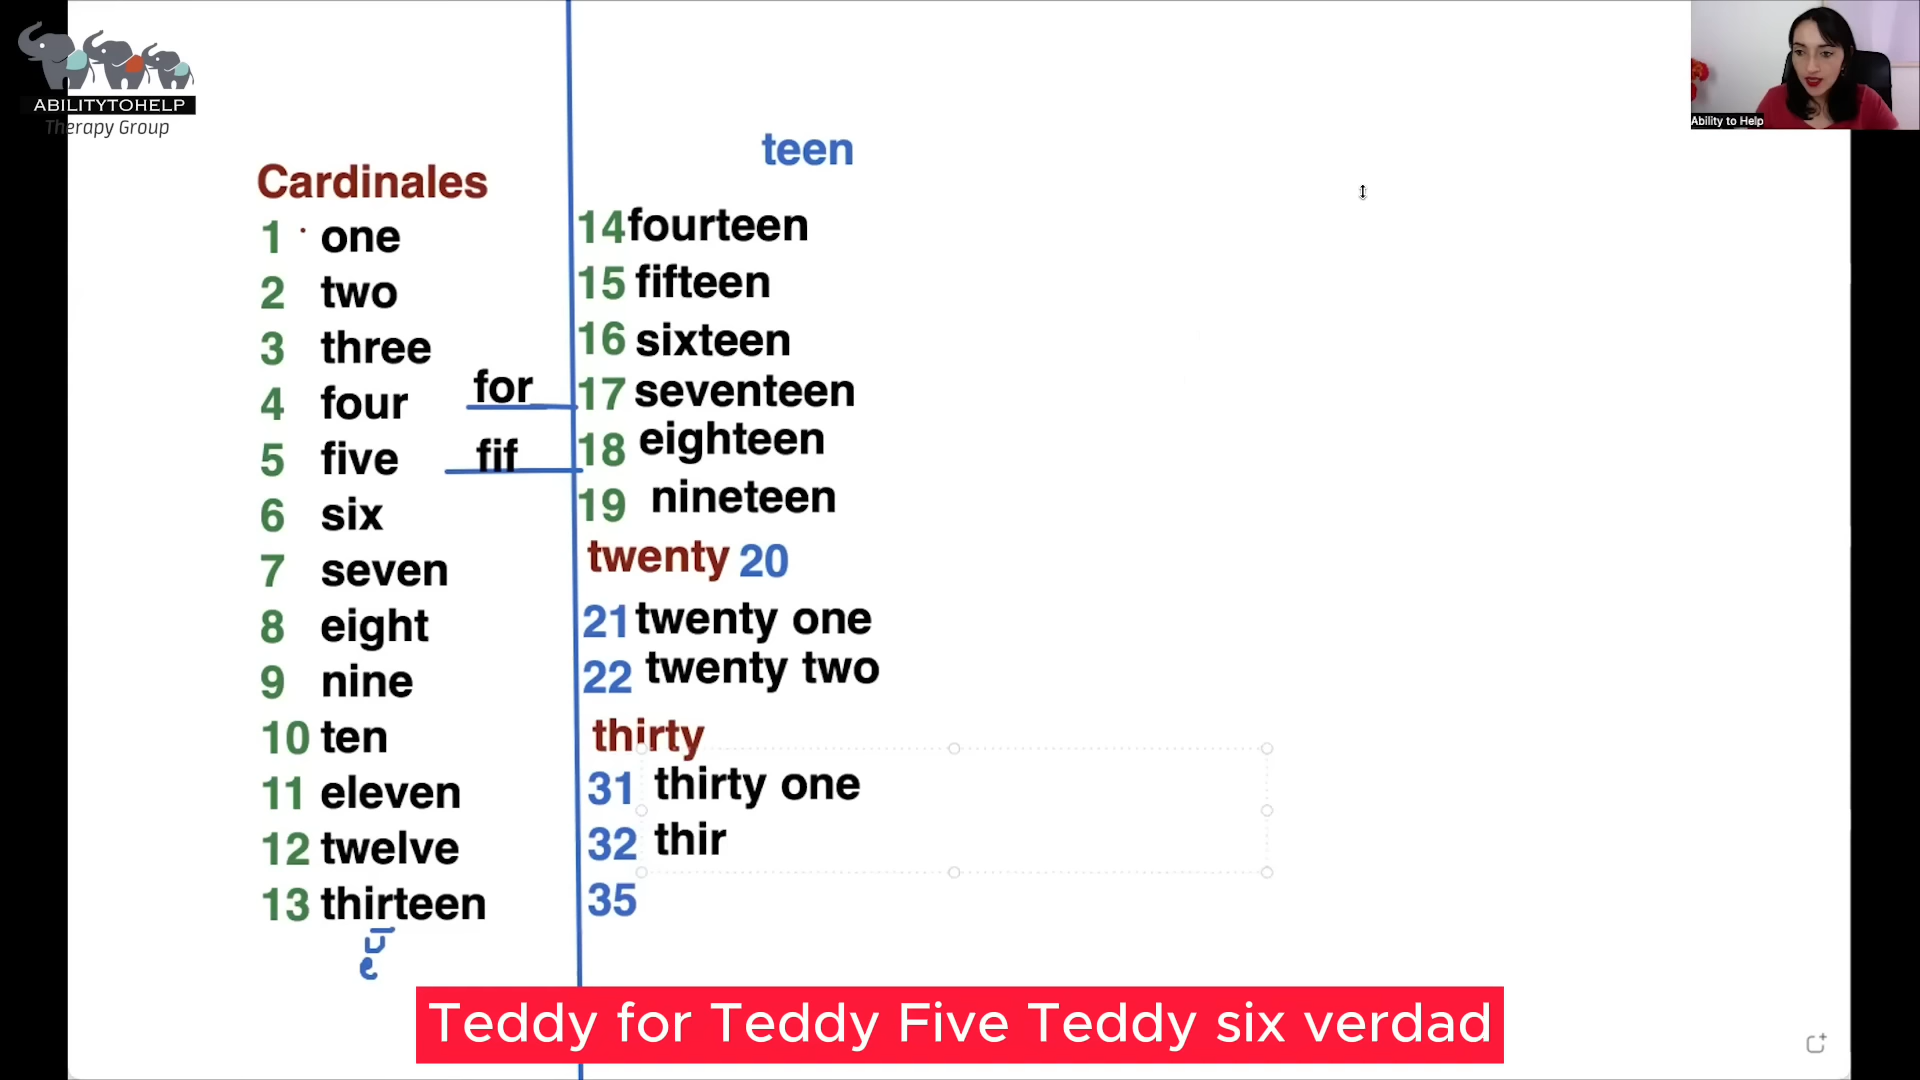 ABILITYTOHELP
Therapy Group
Ability to Help
Cardinales
1 one
2 two
3 three
4 four
5 five
6 six
7 seven
8 eight
9 nine
10 ten
11 eleven
12 twelve
13 thirteen
u
e
for
fif
teen
14 fourteen
15 fifteen
16 sixteen
17 seventeen
18 eighteen
19 nineteen
twenty 20
21 twenty one
22 twenty two
thirty
31 thirty one
32 thir
35
Teddy for Teddy Five Teddy six verdad